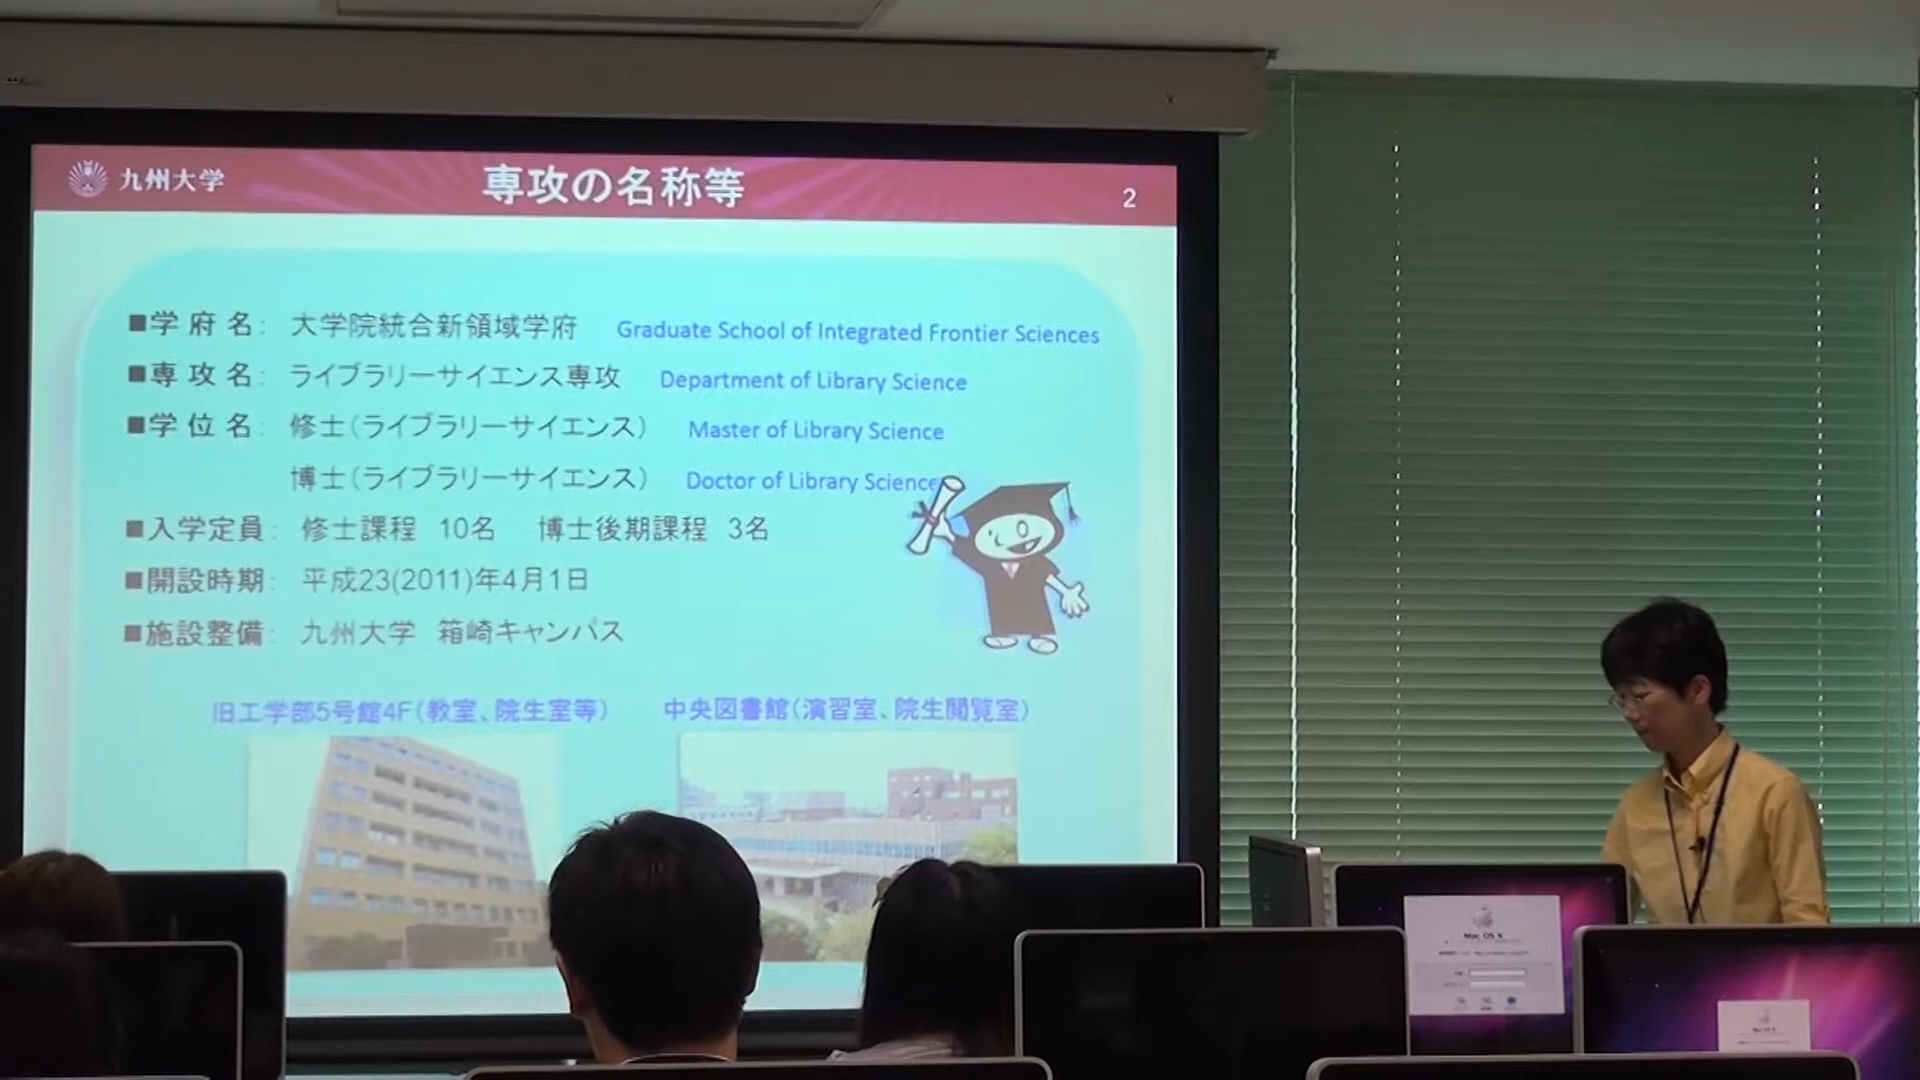 九州大学
専攻の名称等
2
■学 府 名: 大学院統合新領域学府 Graduate School of Integrated Frontier Sciences
■専 攻 名: ライブラリーサイエンス専攻 Department of Library Science
■学 位 名: 修士(ライブラリーサイエンス) Master of Library Science
博士(ライブラリーサイエンス) Doctor of Library Science
■入学定員: 修士課程 10名 博士後期課程 3名
■開設時期: 平成23(2011)年4月1日
■施設整備: 九州大学 箱崎キャンパス
旧工学部5号館4F(教室、院生室等) 中央図書館(演習室、院生閲覧室)
Mac OS X